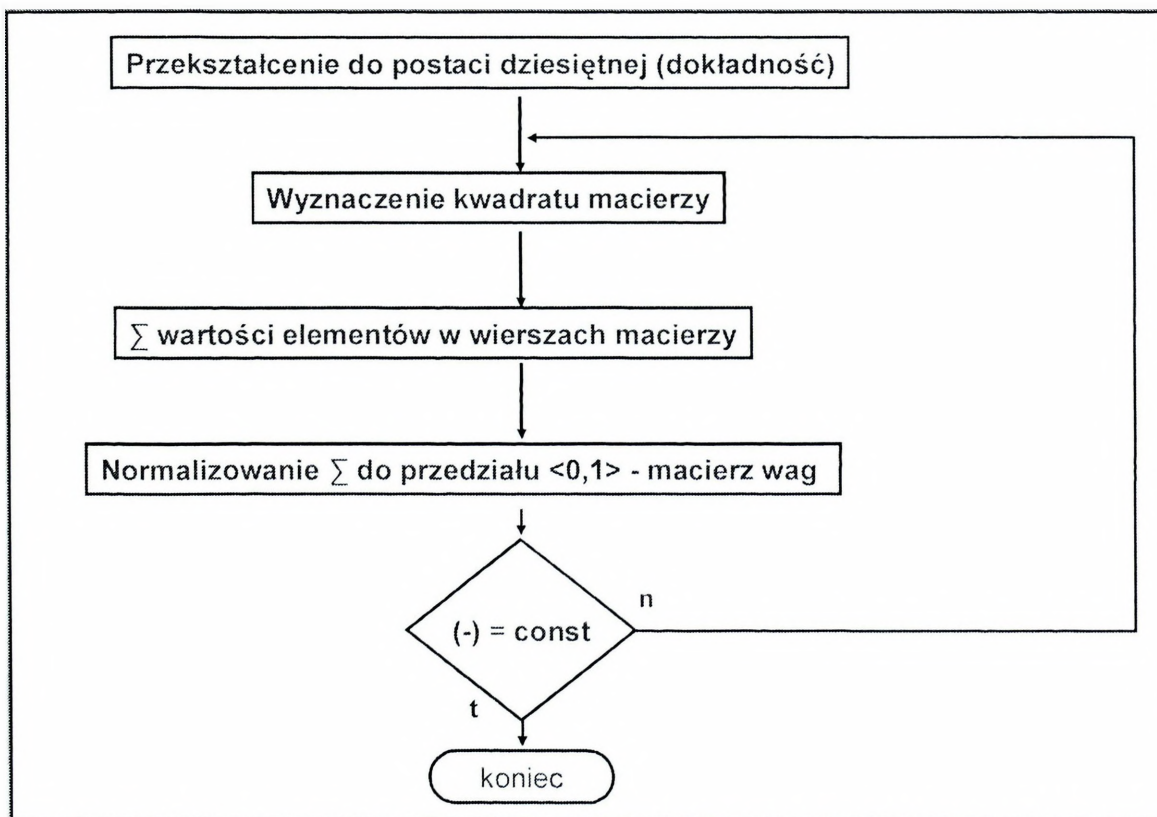 Przekształcenie do postaci dziesiętnej (dokładność)
Wyznaczenie kwadratu macierzy
∑ wartości elementów w wierszach macierzy
Normalizowanie ∑ do przedziału <0,1> - macierz wag
n
(-) = const
t
koniec